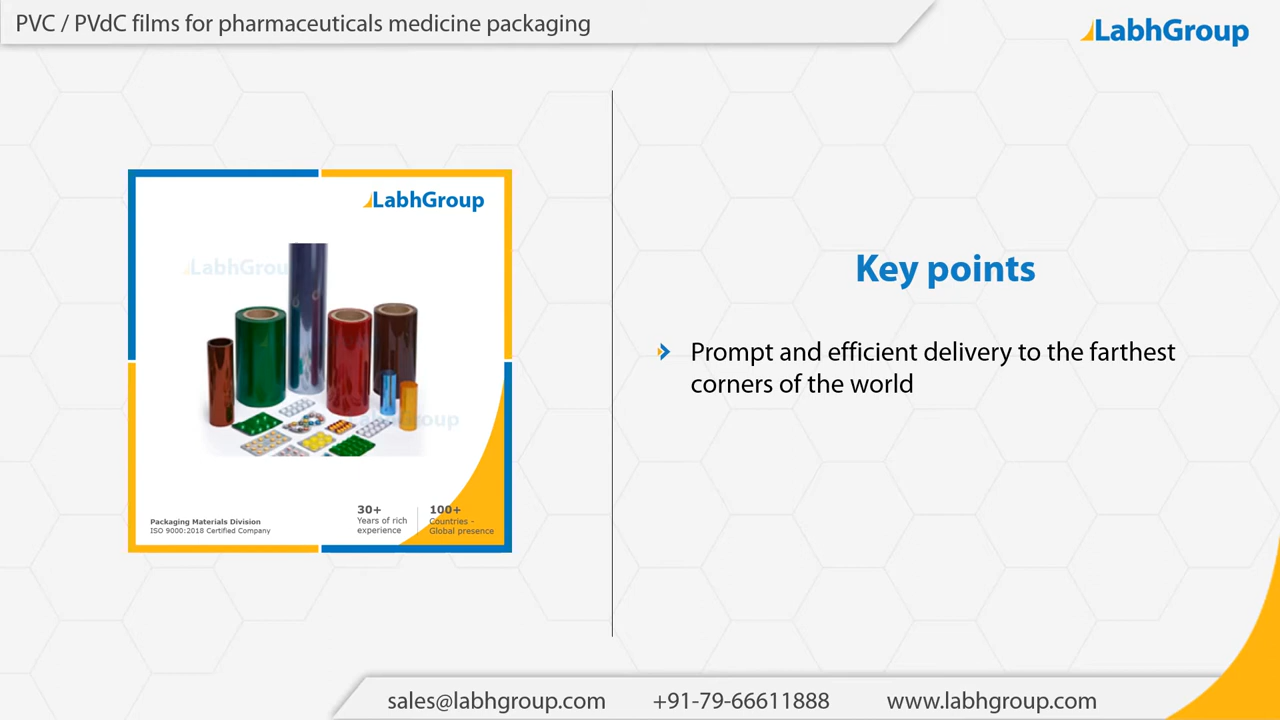 PVC / PVdC films for pharmaceuticals medicine packaging
LabhGroup
LabhGroup
LabhGroup
LabhGroup
Packaging Materials Division
ISO 9000:2018 Certified Company
30+
Years of rich
experience
100+
Countries -
Global presence
Key points
Prompt and efficient delivery to the farthest
corners of the world
sales@labhgroup.com
+91-79-66611888
www.labhgroup.com